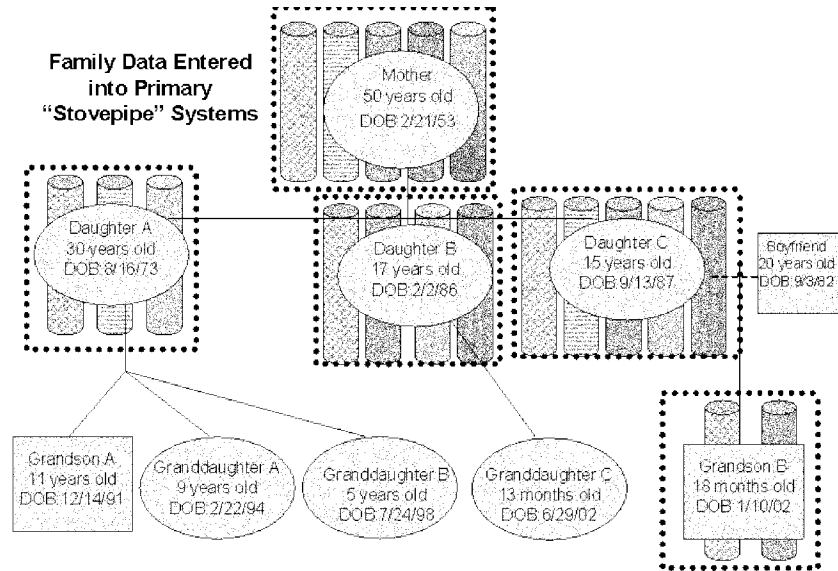 Family Data Entered
into Primary
“Stovepipe” Systems
Mother
50 years old
DOB:2/21/53
Daughter A
30 years old
DOB:8/16/73
Daughter B
17 years old
DOB:2/2/86
Daughter C
15 years old
DOB:9/13/87
Boyfriend
20 years old
DOB:9/3/82
Grandson A
11 years old
DOB:12/14/91
Granddaughter A
9 years old
DOB:2/22/94
Granddaughter B
5 years old
DOB:7/24/98
Granddaughter C
13 months old
DOB:6/29/02
Grandson B
18 months old
DOB:1/10/02